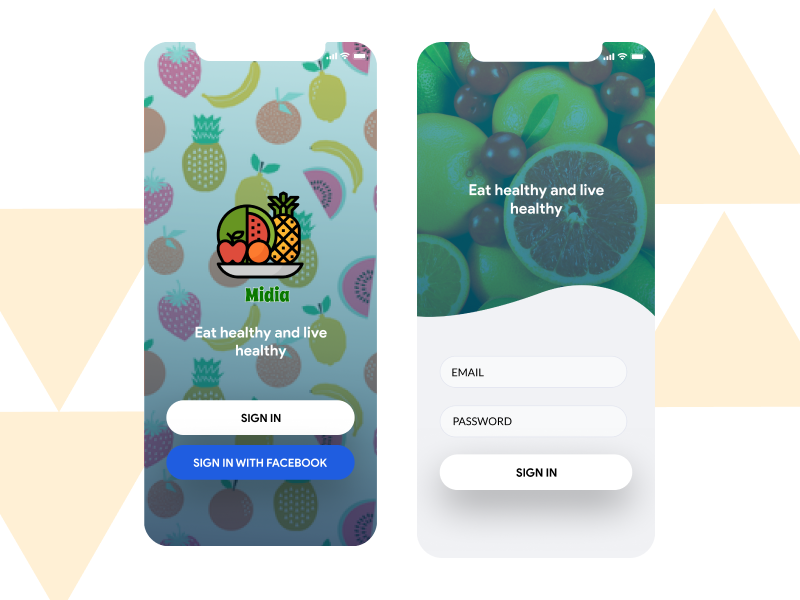 Midia
Eat healthy and live
healthy
SIGN IN
SIGN IN WITH FACEBOOK
Eat healthy and live
healthy
EMAIL
PASSWORD
SIGN IN